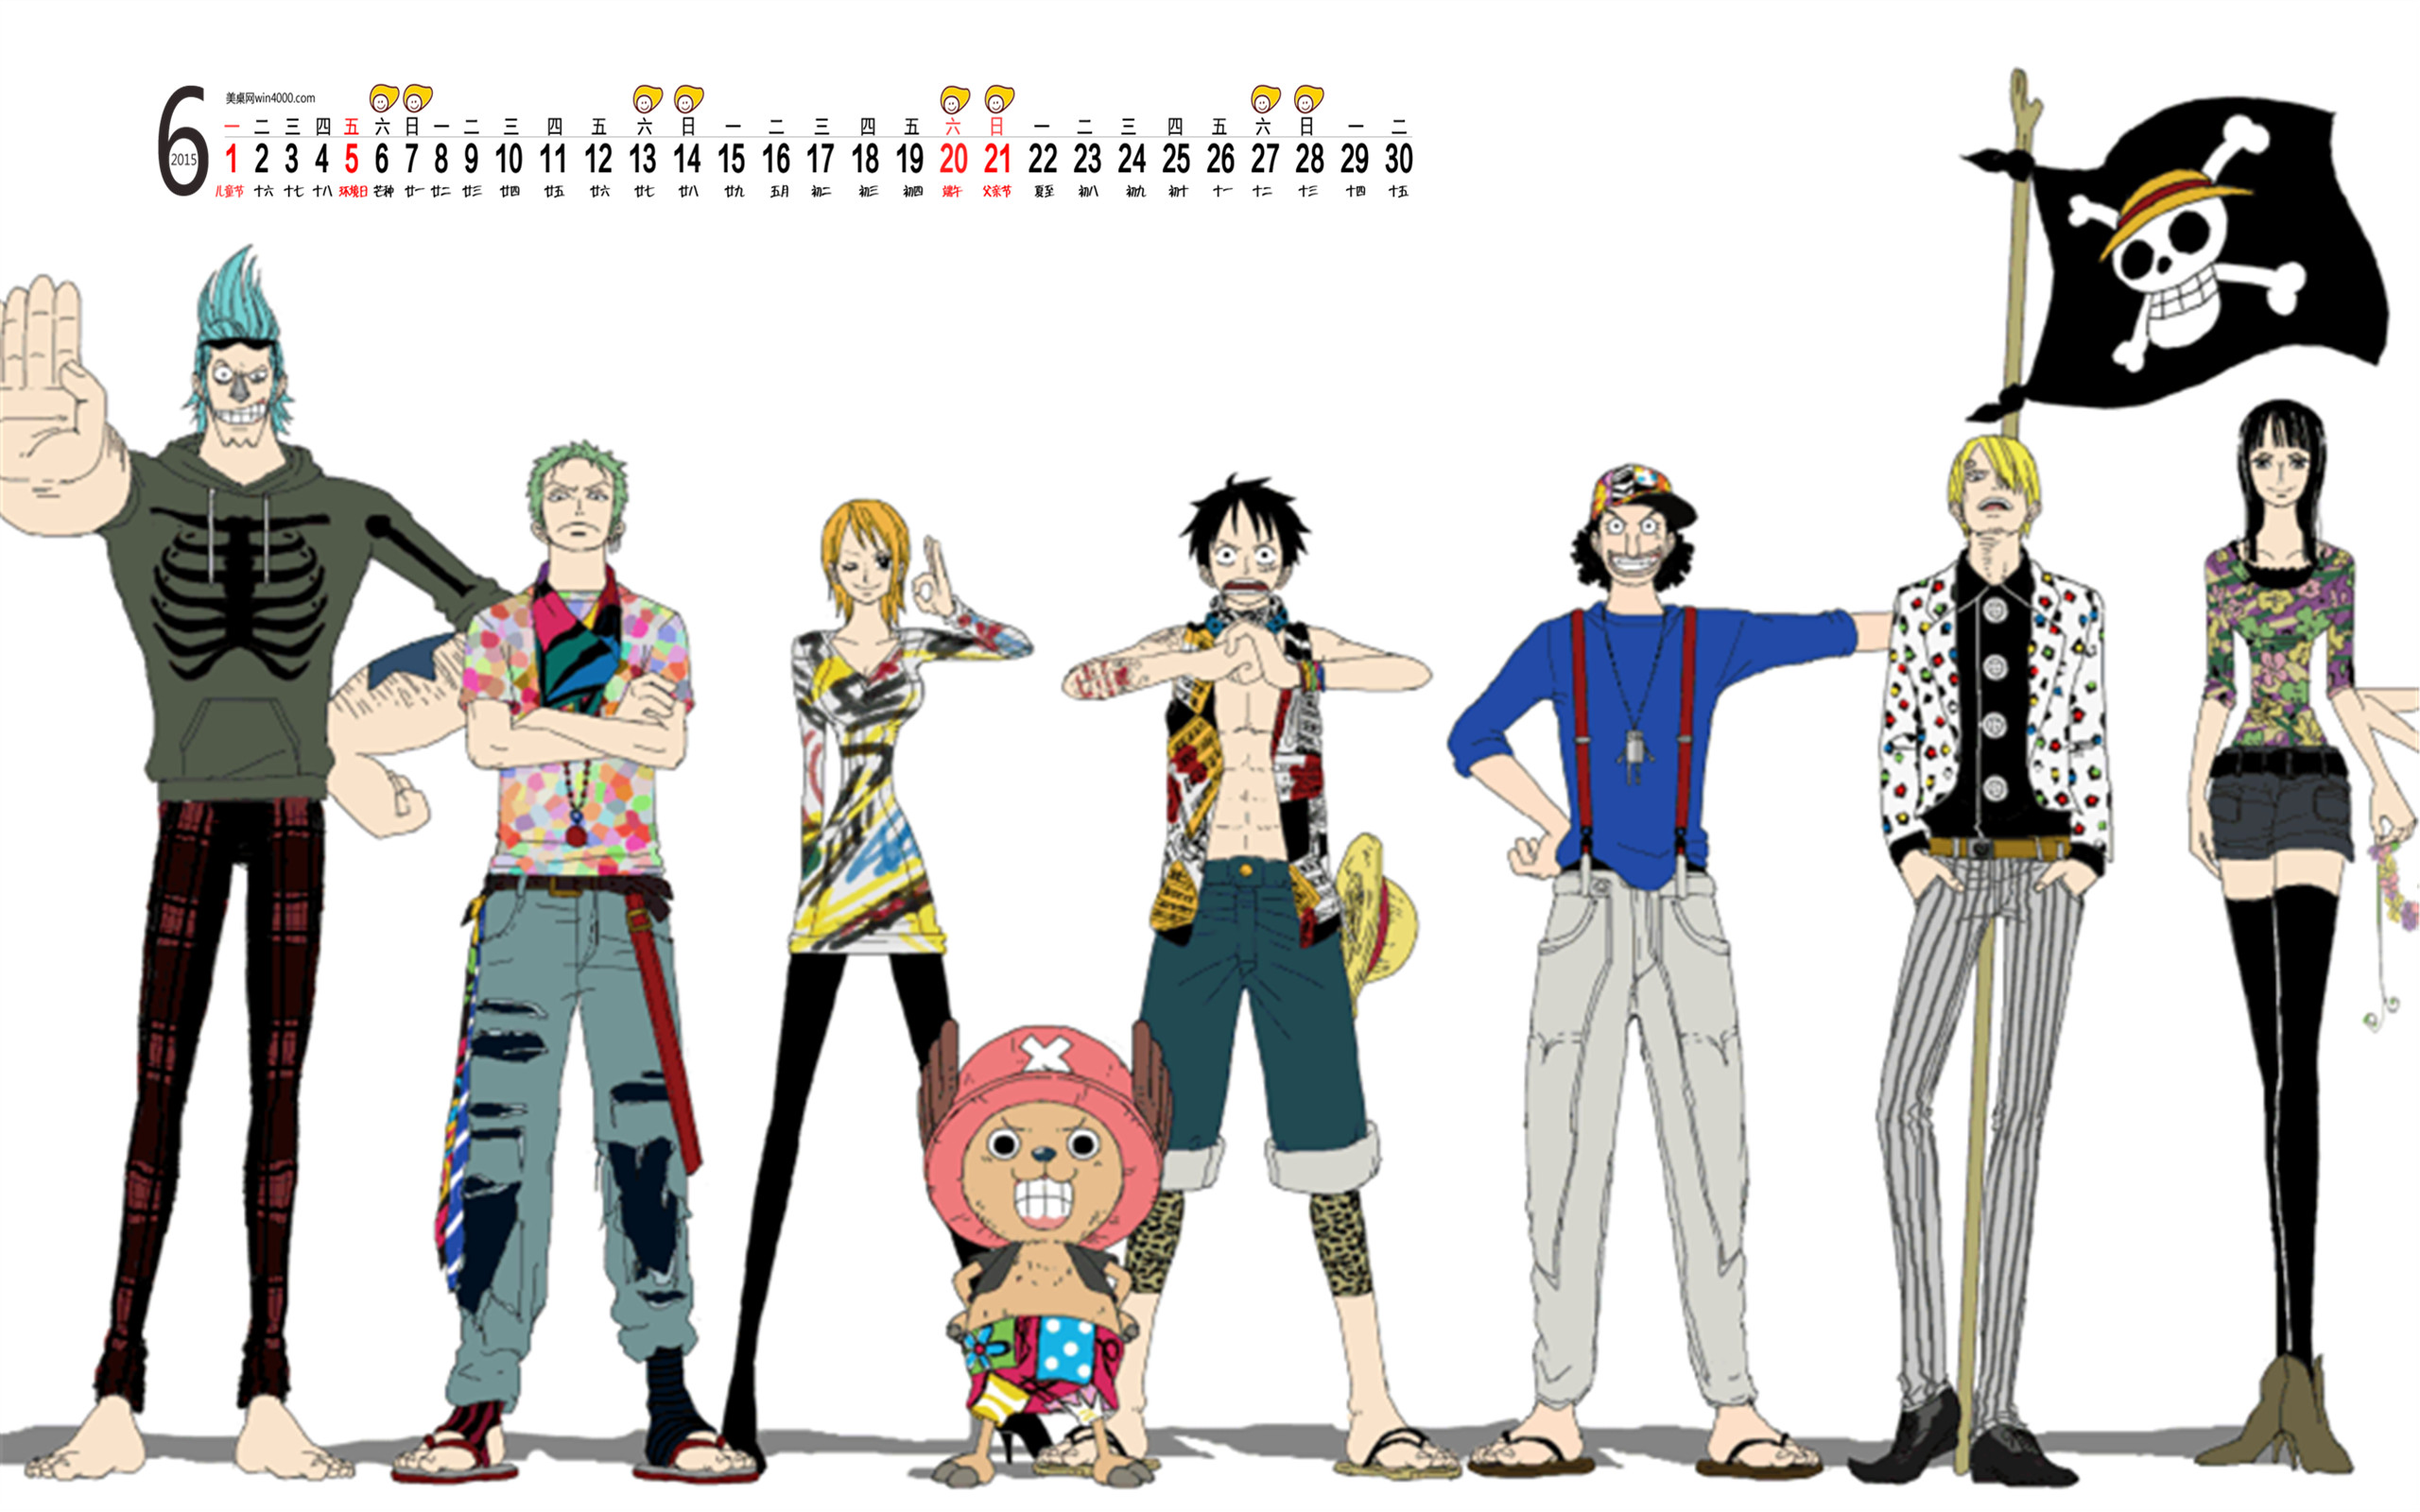 6
2015
美桌网win4000.com
一 二 三 四 五 六 日 一 二 三 四 五 六 日 一 二 三 四 五 六 日 一 二 三 四 五 六 日 一 二
1 2 3 4 5 6 7 8 9 10 11 12 13 14 15 16 17 18 19 20 21 22 23 24 25 26 27 28 29 30
儿童节 十六 十七 十八 环境日 芒种 廿一 廿二 廿三 廿四 廿五 廿六 廿七 廿八 廿九 五月 初二 初三 初四 端午 父亲节 夏至 初八 初九 初十 十一 十二 十三 十四 十五